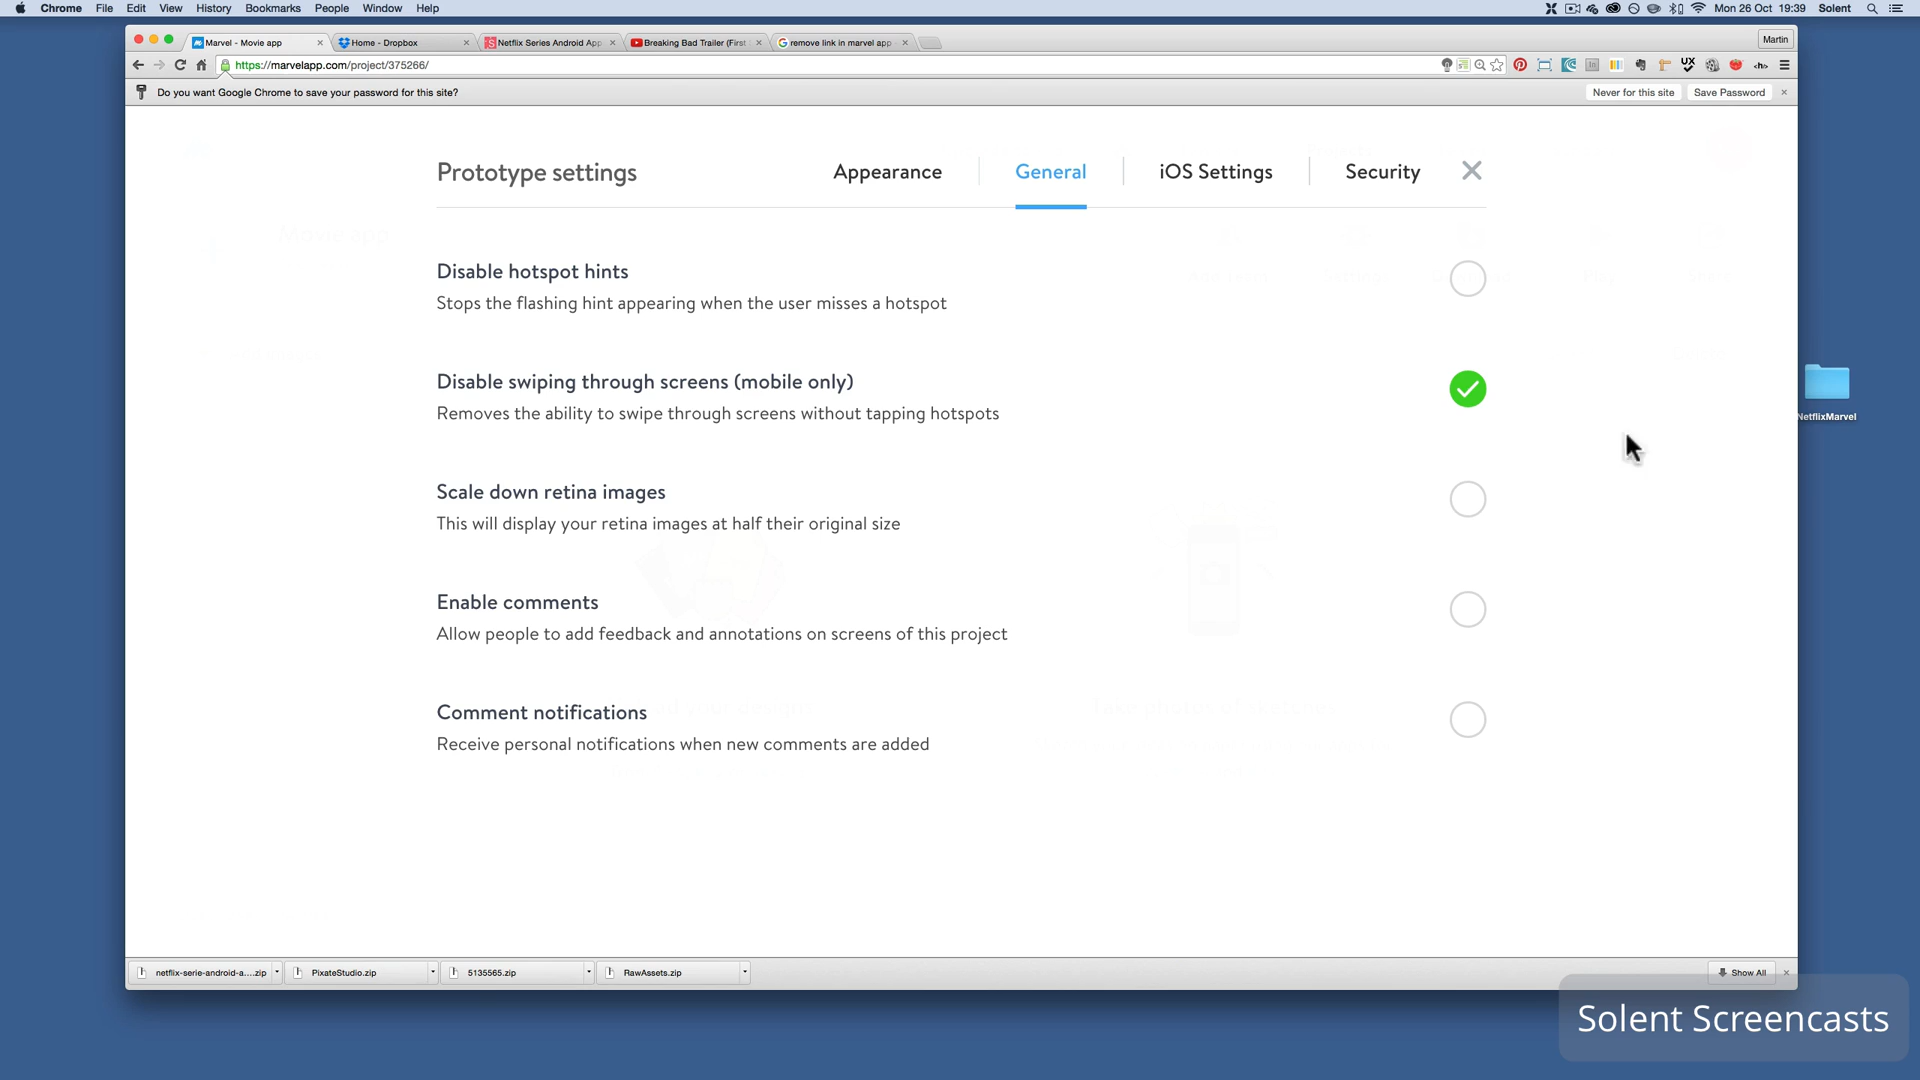 Chrome File Edit View History Bookmarks People Window Help
Mon 26 Oct 19:39 Solent
Marvel - Movie app
Home - Dropbox
Netflix Series Android App
Breaking Bad Trailer (First
remove link in marvel app
Martin
https://marvelapp.com/project/375266/
Do you want Google Chrome to save your password for this site?
Never for this site
Save Password
Prototype settings
Appearance
General
iOS Settings
Security
Movie app
Disable hotspot hints
Stops the flashing hint appearing when the user misses a hotspot
Disable swiping through screens (mobile only)
Removes the ability to swipe through screens without tapping hotspots
NetflixMarvel
Scale down retina images
This will display your retina images at half their original size
Enable comments
Allow people to add feedback and annotations on screens of this project
Comment notifications
Receive personal notifications when new comments are added
netflix-serie-android-a....zip
PixateStudio.zip
5135565.zip
RawAssets.zip
Show All
Solent Screencasts